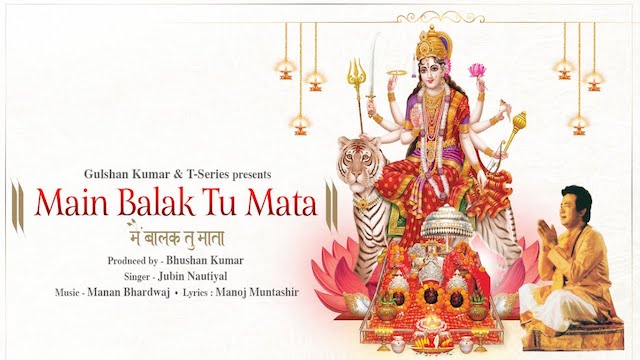 Gulshan Kumar & T-Series presents
Main Balak Tu Mata
मैं बालक तु माता
Produced by - Bhushan Kumar
Singer - Jubin Nautiyal
Music - Manan Bhardwaj • Lyrics : Manoj Muntashir